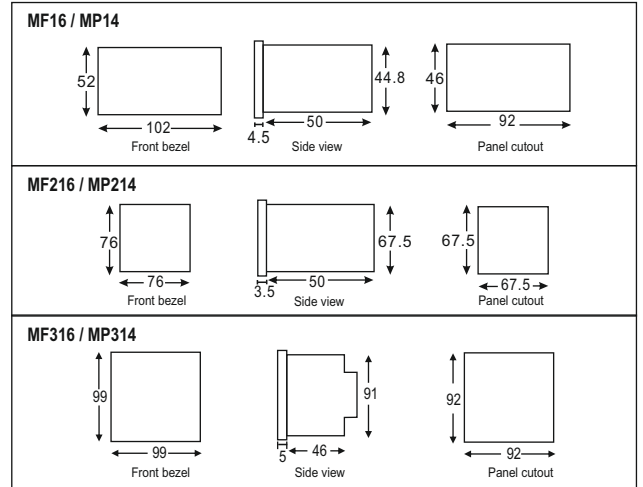 MF16 / MP14
52
102
Front bezel
44.8
50
4.5
Side view
46
92
Panel cutout
MF216 / MP214
76
76
Front bezel
67.5
50
3.5
Side view
67.5
67.5
Panel cutout
MF316 / MP314
99
99
Front bezel
91
46
5
Side view
92
92
Panel cutout